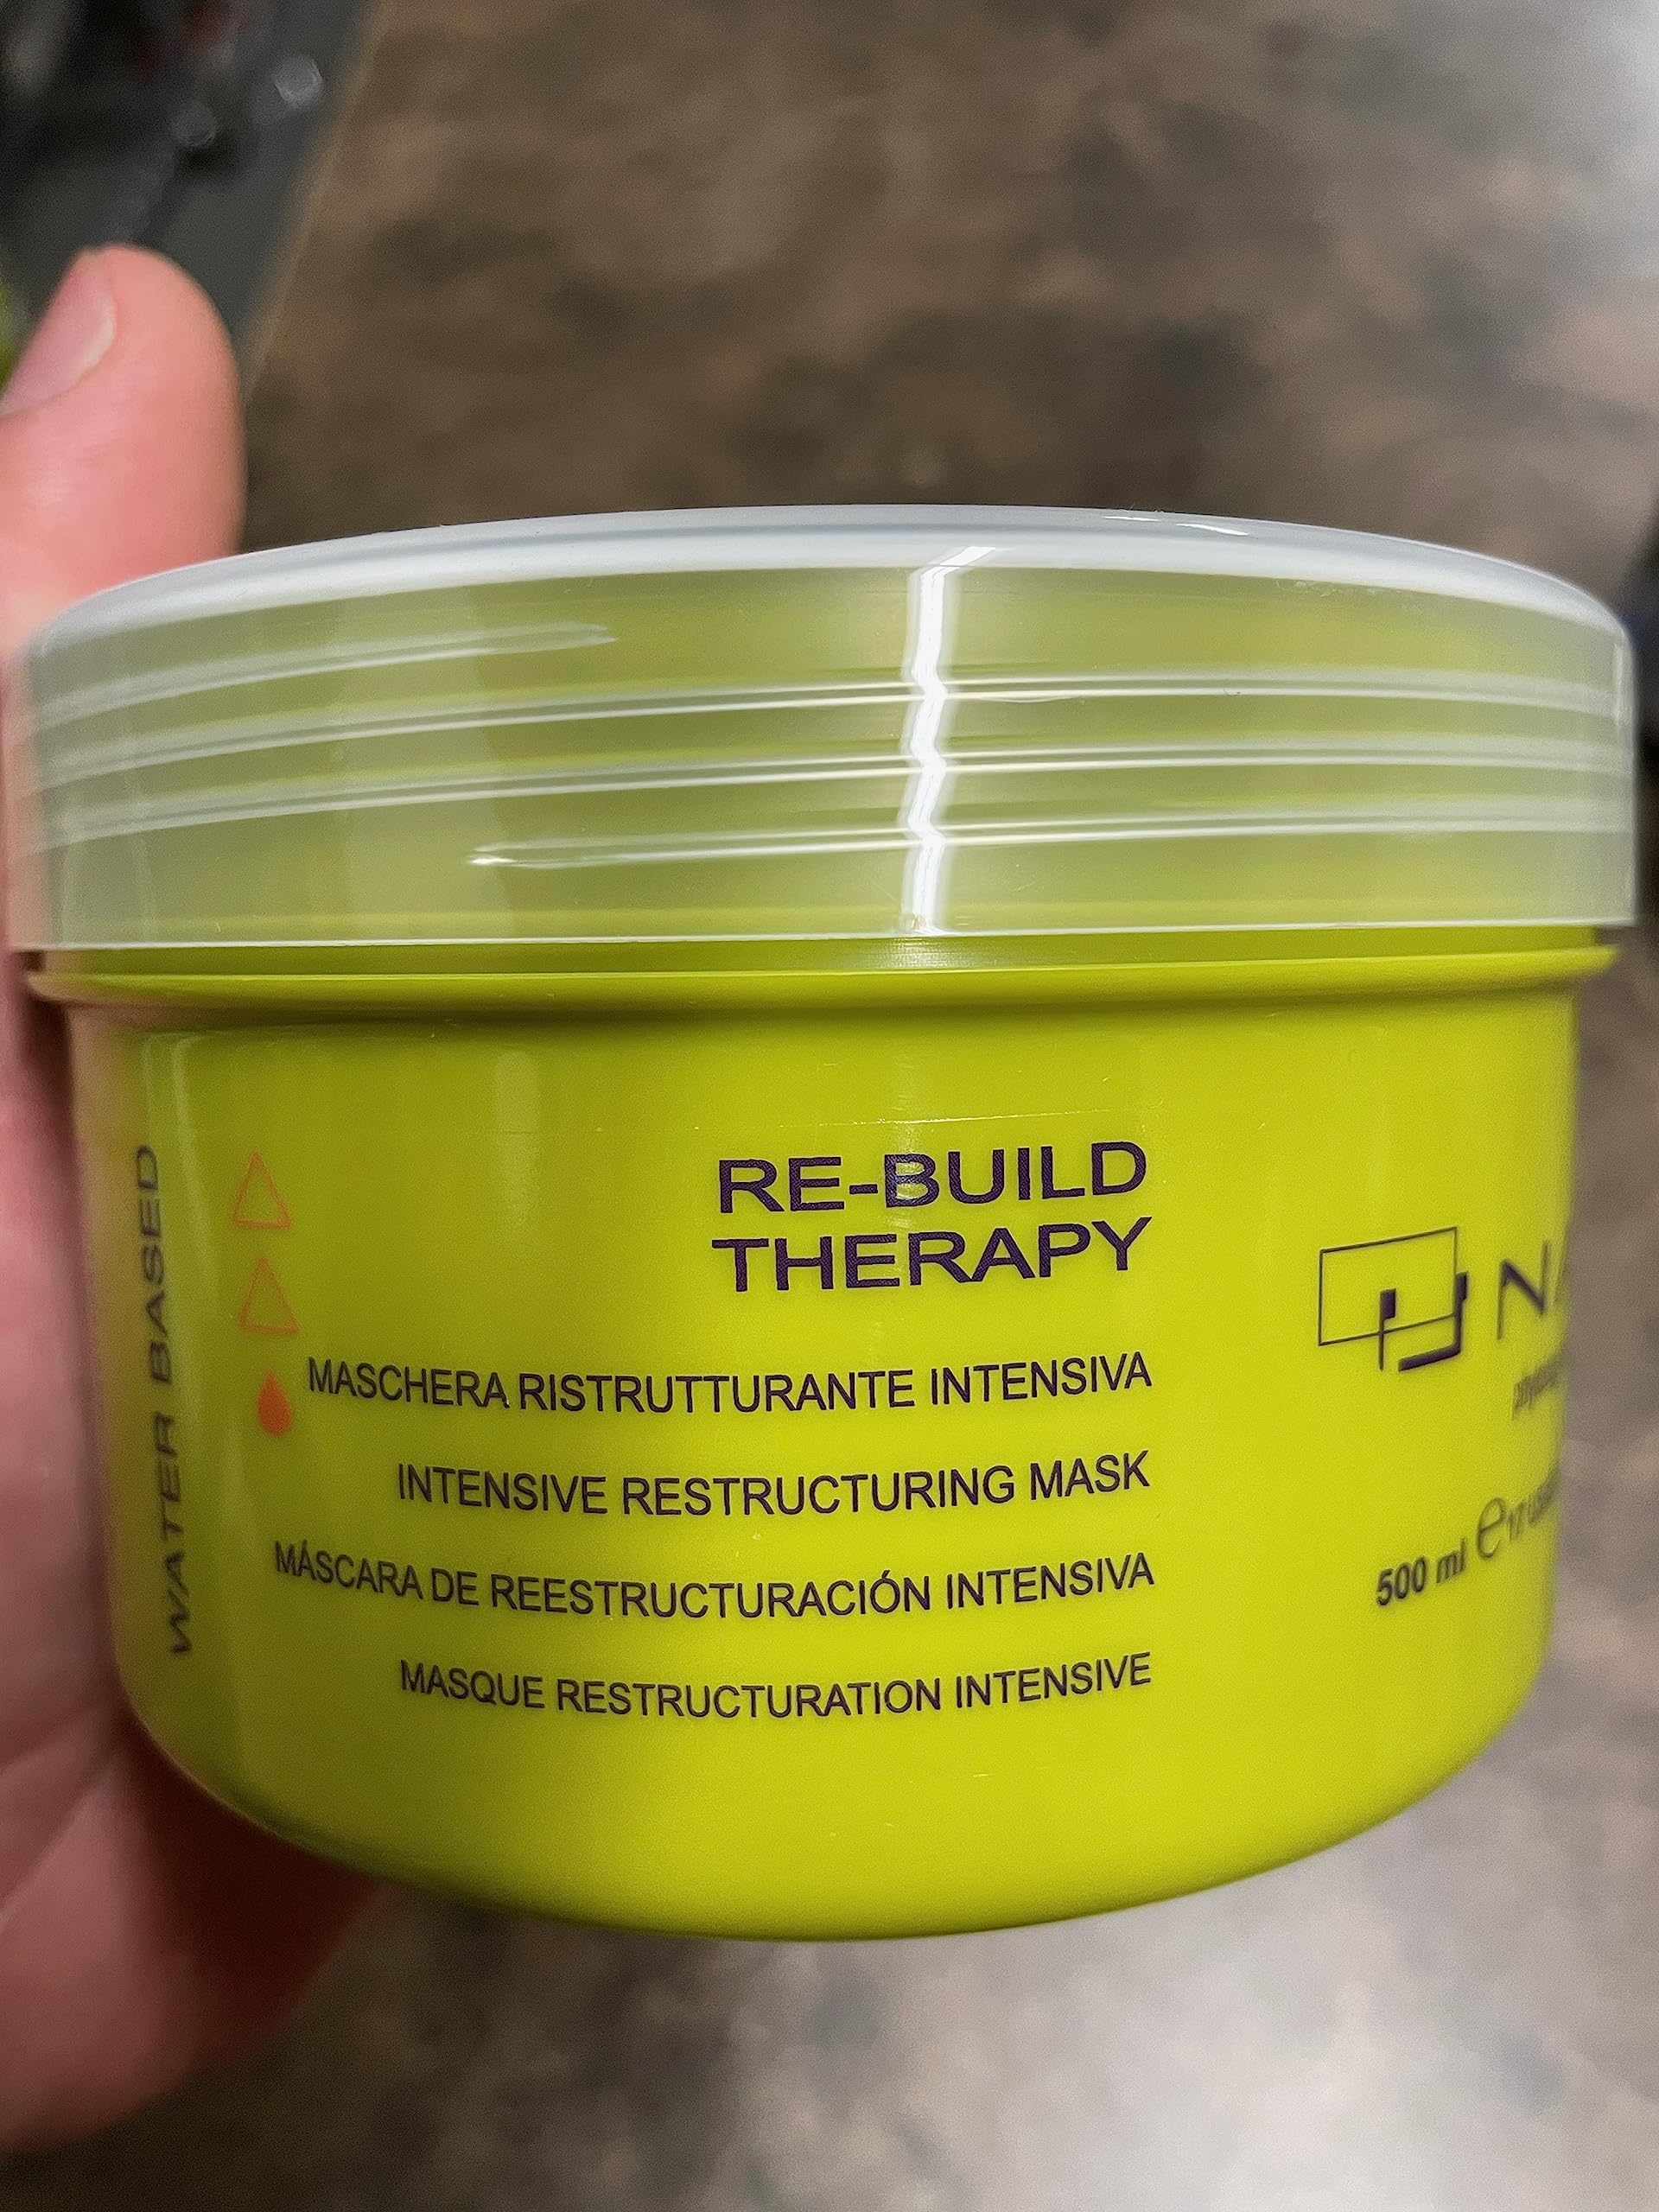 WATER BASED
RE-BUILD
THERAPY
MASCHERA RISTRUTTURANTE INTENSIVA
INTENSIVE RESTRUCTURING MASK
MÁSCARA DE REESTRUCTURACIÓN INTENSIVA
MASQUE RESTRUCTURATION INTENSIVE
500 ml e 17